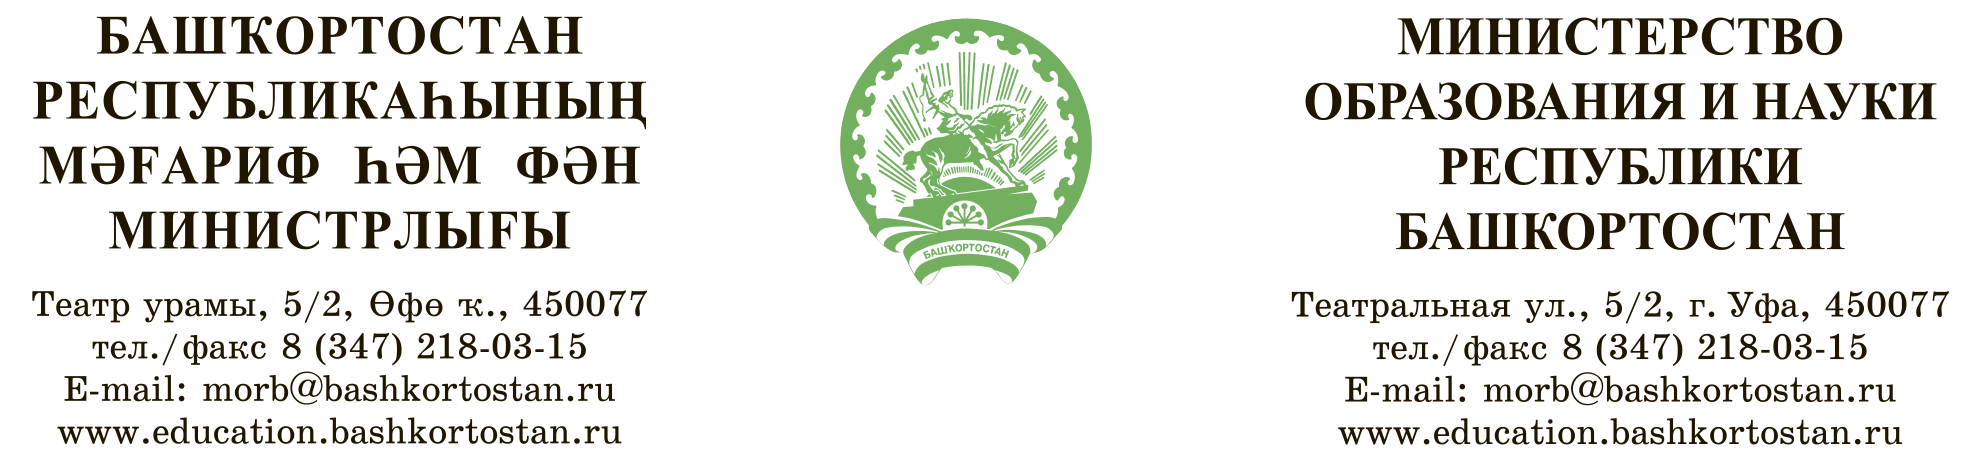 БАШҠОРТОСТАН
РЕСПУБЛИКАҺЫНЫҢ
МӘҒАРИФ ҺӘМ ФӘН
МИНИСТРЛЫҒЫ
Театр урамы, 5/2, Өфө ҡ., 450077
тел./факс 8 (347) 218-03-15
E-mail: morb@bashkortostan.ru
www.education.bashkortostan.ru
БАШҠОРТОСТАН
МИНИСТЕРСТВО
ОБРАЗОВАНИЯ И НАУКИ
РЕСПУБЛИКИ
БАШКОРТОСТАН
Театральная ул., 5/2, г. Уфа, 450077
тел./факс 8 (347) 218-03-15
E-mail: morb@bashkortostan.ru
www.education.bashkortostan.ru